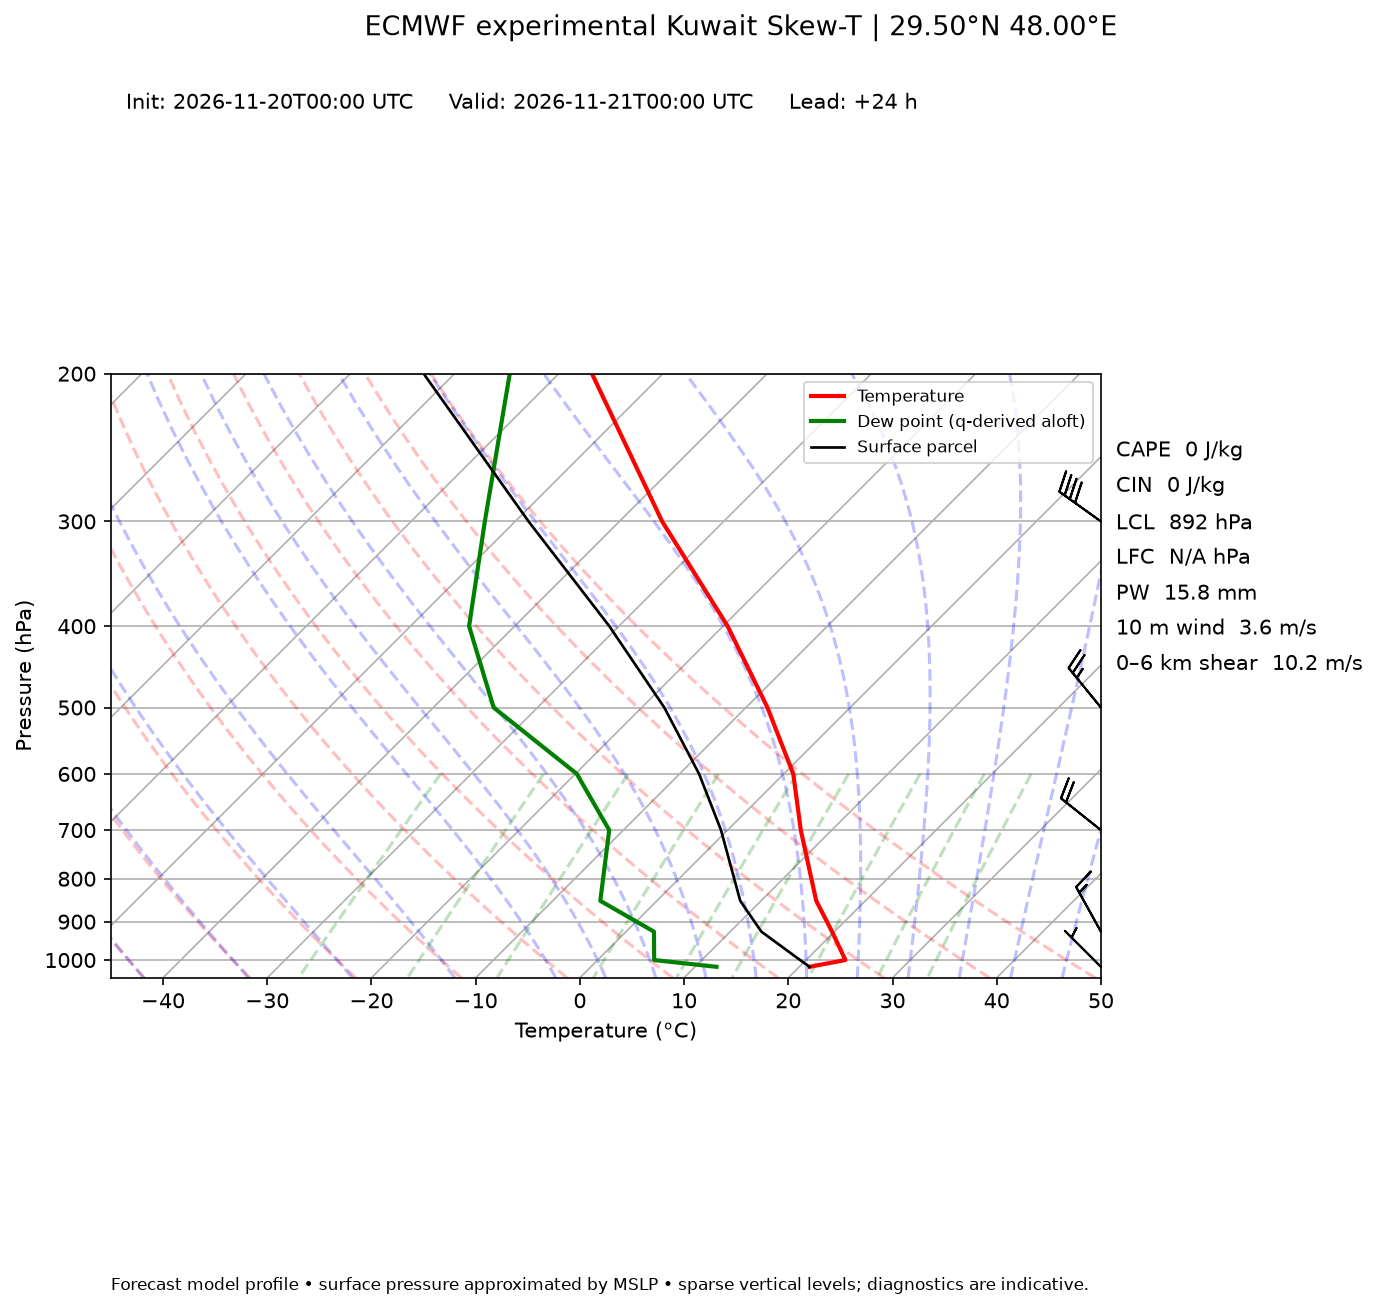 ECMWF experimental Kuwait Skew-T | 29.50°N 48.00°E
Init: 2026-11-20T00:00 UTC Valid: 2026-11-21T00:00 UTC Lead: +24 h
Temperature
Dew point (q-derived aloft)
Surface parcel
200
300
400
500
600
700
800
900
1000
Pressure (hPa)
−40 −30 −20 −10 0 10 20 30 40 50
Temperature (°C)
CAPE 0 J/kg
CIN 0 J/kg
LCL 892 hPa
LFC N/A hPa
PW 15.8 mm
10 m wind 3.6 m/s
0–6 km shear 10.2 m/s
Forecast model profile • surface pressure approximated by MSLP • sparse vertical levels; diagnostics are indicative.